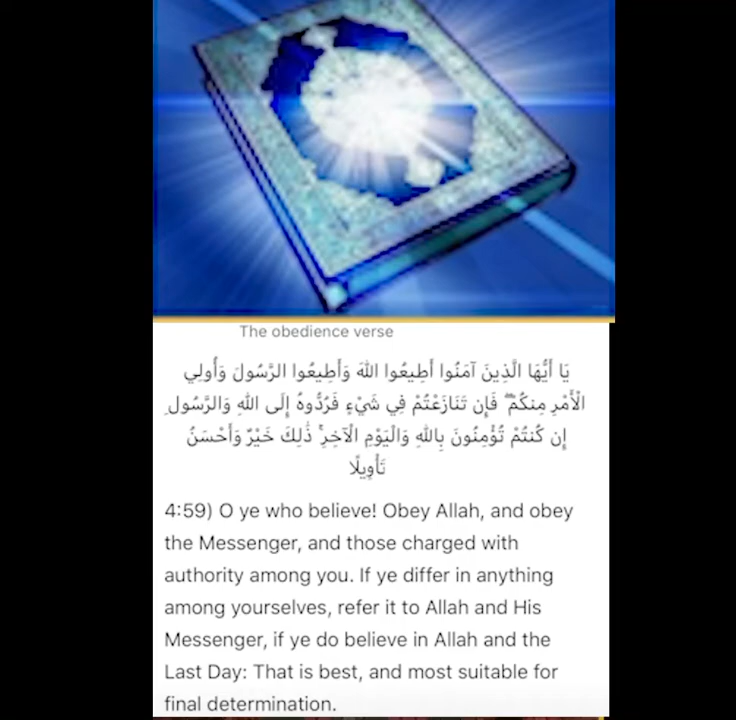 The obedience verse
يَا أَيُّهَا الَّذِينَ آمَنُوا أَطِيعُوا اللَّهَ وَأَطِيعُوا الرَّسُولَ وَأُولِي
الْأَمْرِ مِنكُمْ ۖ فَإِن تَنَازَعْتُمْ فِي شَيْءٍ فَرُدُّوهُ إِلَى اللَّهِ وَالرَّسُولِ
إِن كُنتُمْ تُؤْمِنُونَ بِاللَّهِ وَالْيَوْمِ الْآخِرِ ۚ ذَٰلِكَ خَيْرٌ وَأَحْسَنُ
تَأْوِيلًا
4:59) O ye who believe! Obey Allah, and obey
the Messenger, and those charged with
authority among you. If ye differ in anything
among yourselves, refer it to Allah and His
Messenger, if ye do believe in Allah and the
Last Day: That is best, and most suitable for
final determination.